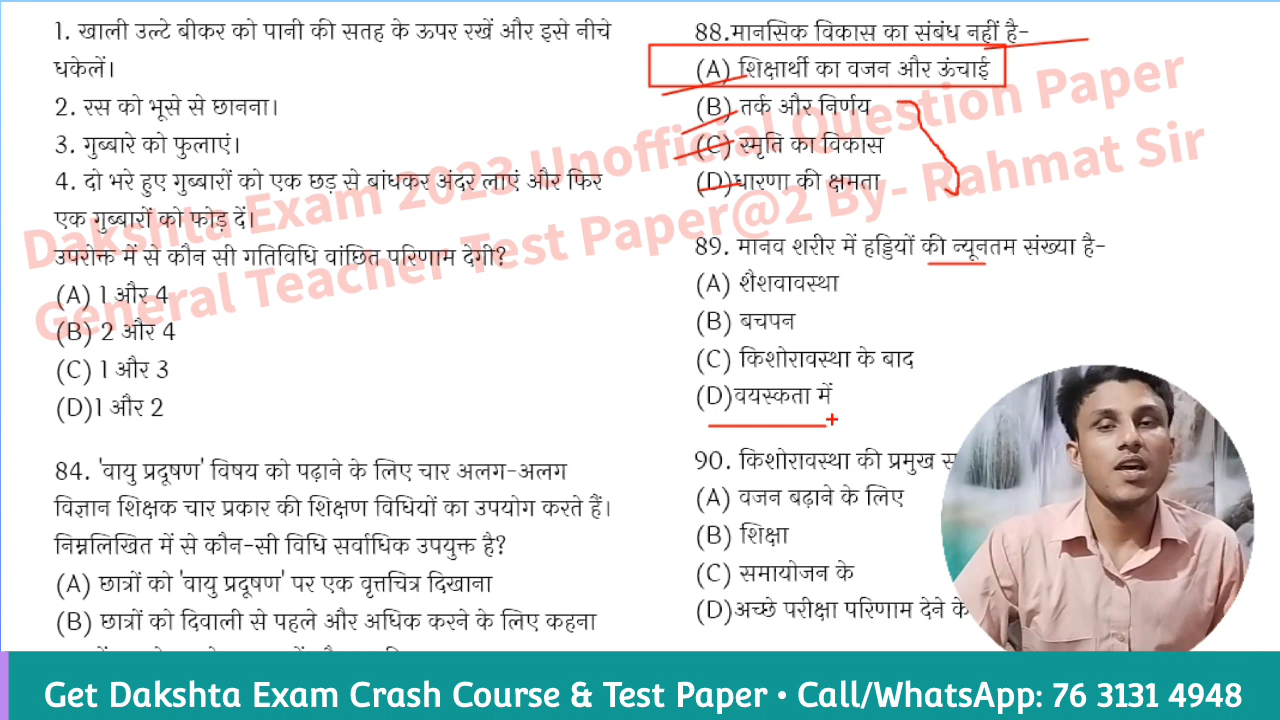 1. खाली उल्टे बीकर को पानी की सतह के ऊपर रखें और इसे नीचे
धकेलें।
2. रस को भूसे से छानना।
3. गुब्बारे को फुलाएं।
4. दो भरे हुए गुब्बारों को एक छड़ से बांधकर अंदर लाएं और फिर
एक गुब्बारों को फोड़ दें।
उपरोक्त में से कौन सी गतिविधि वांछित परिणाम देगी?
(A) 1 और 4
(B) 2 और 4
(C) 1 और 3
(D)1 और 2
84. 'वायु प्रदूषण' विषय को पढ़ाने के लिए चार अलग-अलग
विज्ञान शिक्षक चार प्रकार की शिक्षण विधियों का उपयोग करते हैं।
निम्नलिखित में से कौन-सी विधि सर्वाधिक उपयुक्त है?
(A) छात्रों को 'वायु प्रदूषण' पर एक वृत्तचित्र दिखाना
(B) छात्रों को दिवाली से पहले और अधिक करने के लिए कहना
88.मानसिक विकास का संबंध नहीं है-
(A) शिक्षार्थी का वजन और ऊंचाई
(B) तर्क और निर्णय
(C) स्मृति का विकास
(D)धारणा की क्षमता
89. मानव शरीर में हड्डियों की न्यूनतम संख्या है-
(A) शैशवावस्था
(B) बचपन
(C) किशोरावस्था के बाद
(D)वयस्कता में
90. किशोरावस्था की प्रमुख
(A) वजन बढ़ाने के लिए
(B) शिक्षा
(C) समायोजन के
(D)अच्छे परीक्षा परिणाम देने के
Dakshta Exam 2023 Unofficial Question Paper
General Teacher Test Paper@2 By- Rahmat Sir
Get Dakshta Exam Crash Course & Test Paper • Call/WhatsApp: 76 3131 4948